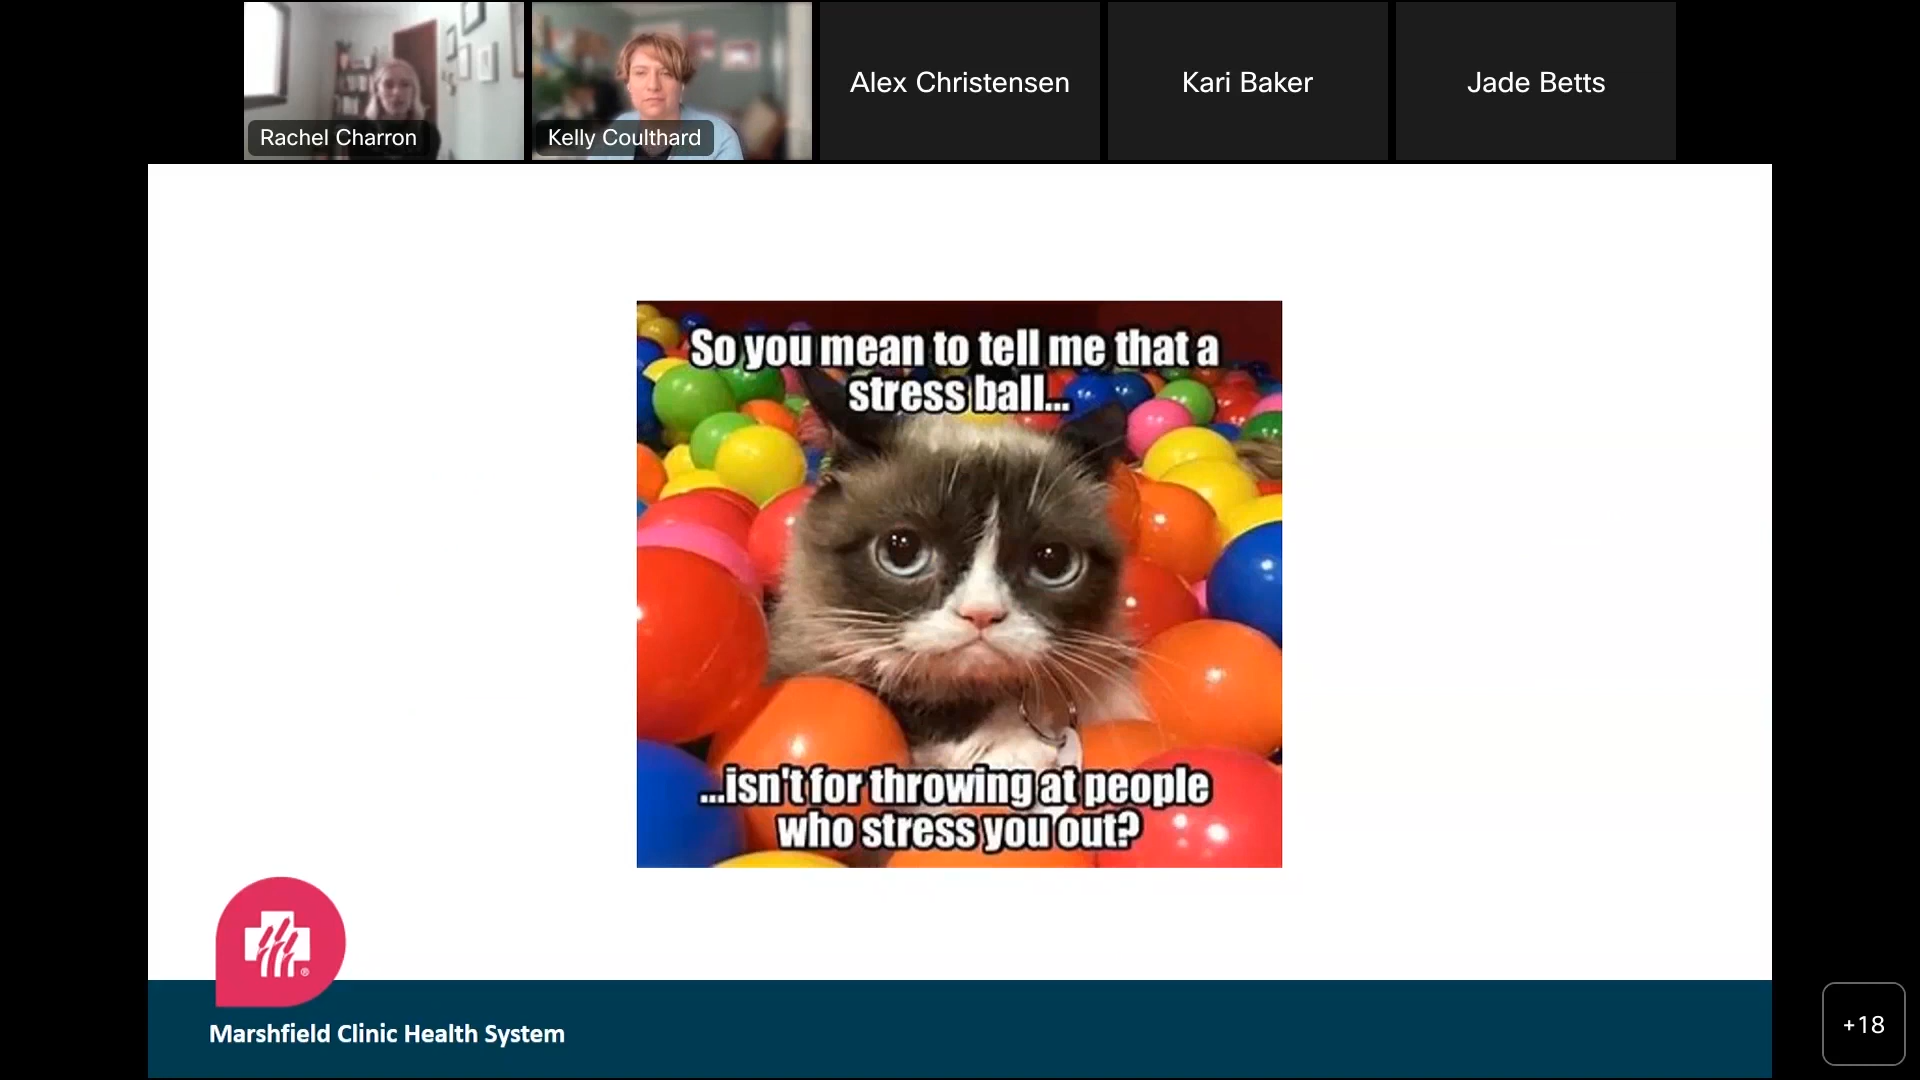 Rachel Charron
Kelly Coulthard
Alex Christensen
Kari Baker
Jade Betts
So you mean to tell me that a
stress ball...
...isn't for throwing at people
who stress you out?
®
Marshfield Clinic Health System
+18